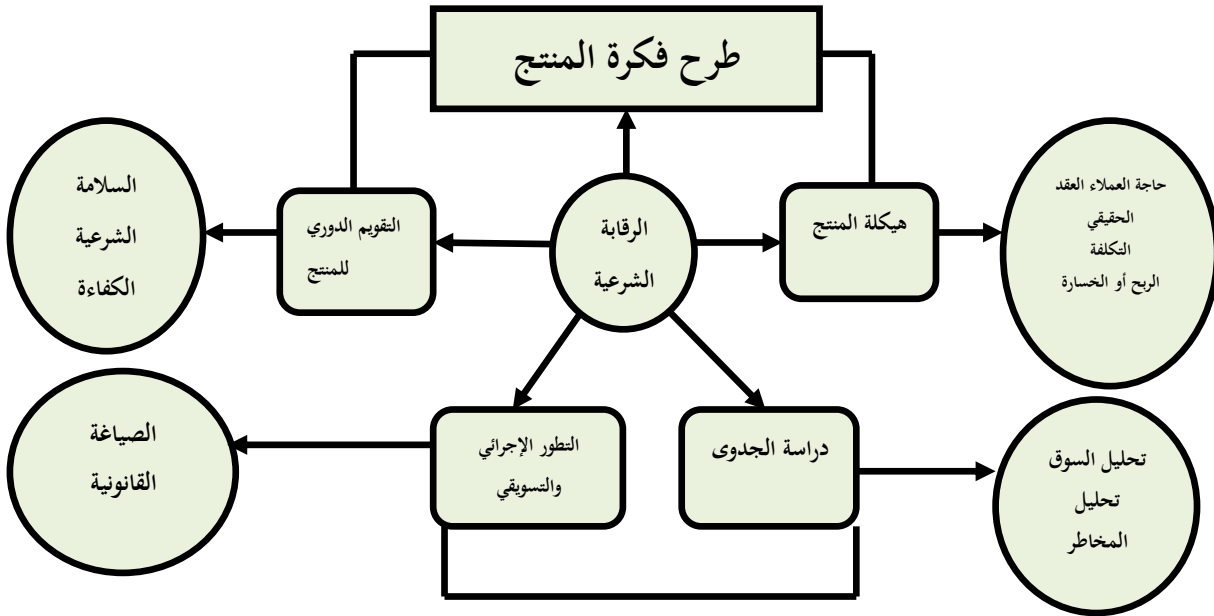 طرح فكرة المنتج
حاجة العملاء العقد
الحقيقي
التكلفة
الربح أو الخسارة
هيكلة المنتج
الرقابة
الشرعية
التقويم الدوري
للمنتج
السلامة
الشرعية
الكفاءة
تحليل السوق
تحليل
المخاطر
دراسة الجدوى
التطور الإجرائي
والتسويقي
الصياغة
القانونية